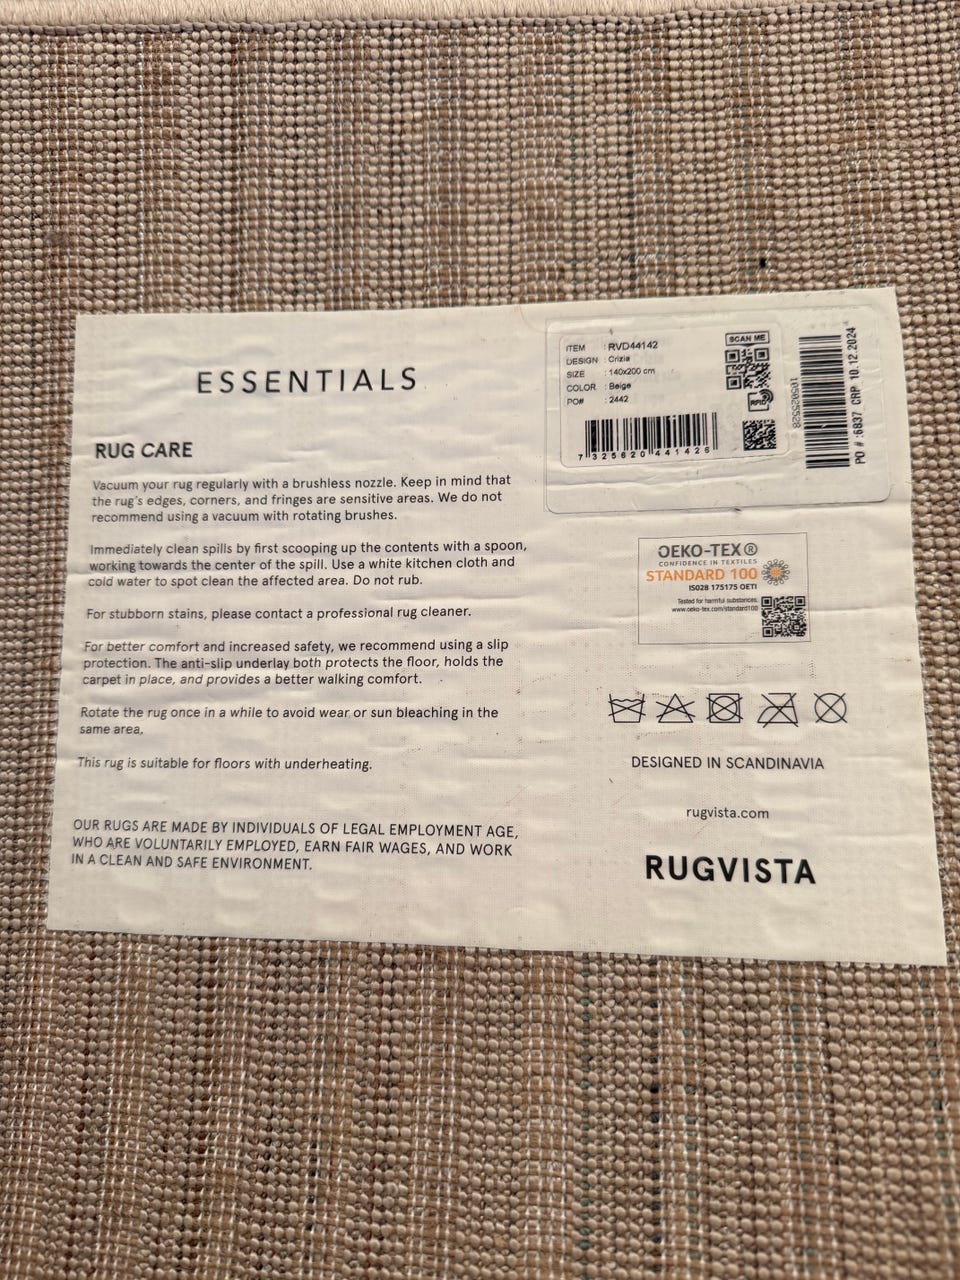 ESSENTIALS
RUG CARE
Vacuum your rug regularly with a brushless nozzle. Keep in mind that
the rug's edges, corners, and fringes are sensitive areas. We do not
recommend using a vacuum with rotating brushes.
Immediately clean spills by first scooping up the contents with a spoon,
working towards the center of the spill. Use a white kitchen cloth and
cold water to spot clean the affected area. Do not rub.
For stubborn stains, please contact a professional rug cleaner.
For better comfort and increased safety, we recommend using a slip
protection. The anti-slip underlay both protects the floor, holds the
carpet in place, and provides a better walking comfort.
Rotate the rug once in a while to avoid wear or sun bleaching in the
same area.
This rug is suitable for floors with underheating.
OUR RUGS ARE MADE BY INDIVIDUALS OF LEGAL EMPLOYMENT AGE,
WHO ARE VOLUNTARILY EMPLOYED, EARN FAIR WAGES, AND WORK
IN A CLEAN AND SAFE ENVIRONMENT.
ITEM : RVD44142
DESIGN : Crizia
SIZE : 140x200 cm
COLOR : Beige
PO# : 2442
7 325620 441426
SCAN ME
RFID
105025528
PO # :6837 CRP 10.12.2024
OEKO-TEX®
CONFIDENCE IN TEXTILES
STANDARD 100
IS028 175175 OETI
Tested for harmful substances.
www.oeko-tex.com/standard100
DESIGNED IN SCANDINAVIA
rugvista.com
RUGVISTA